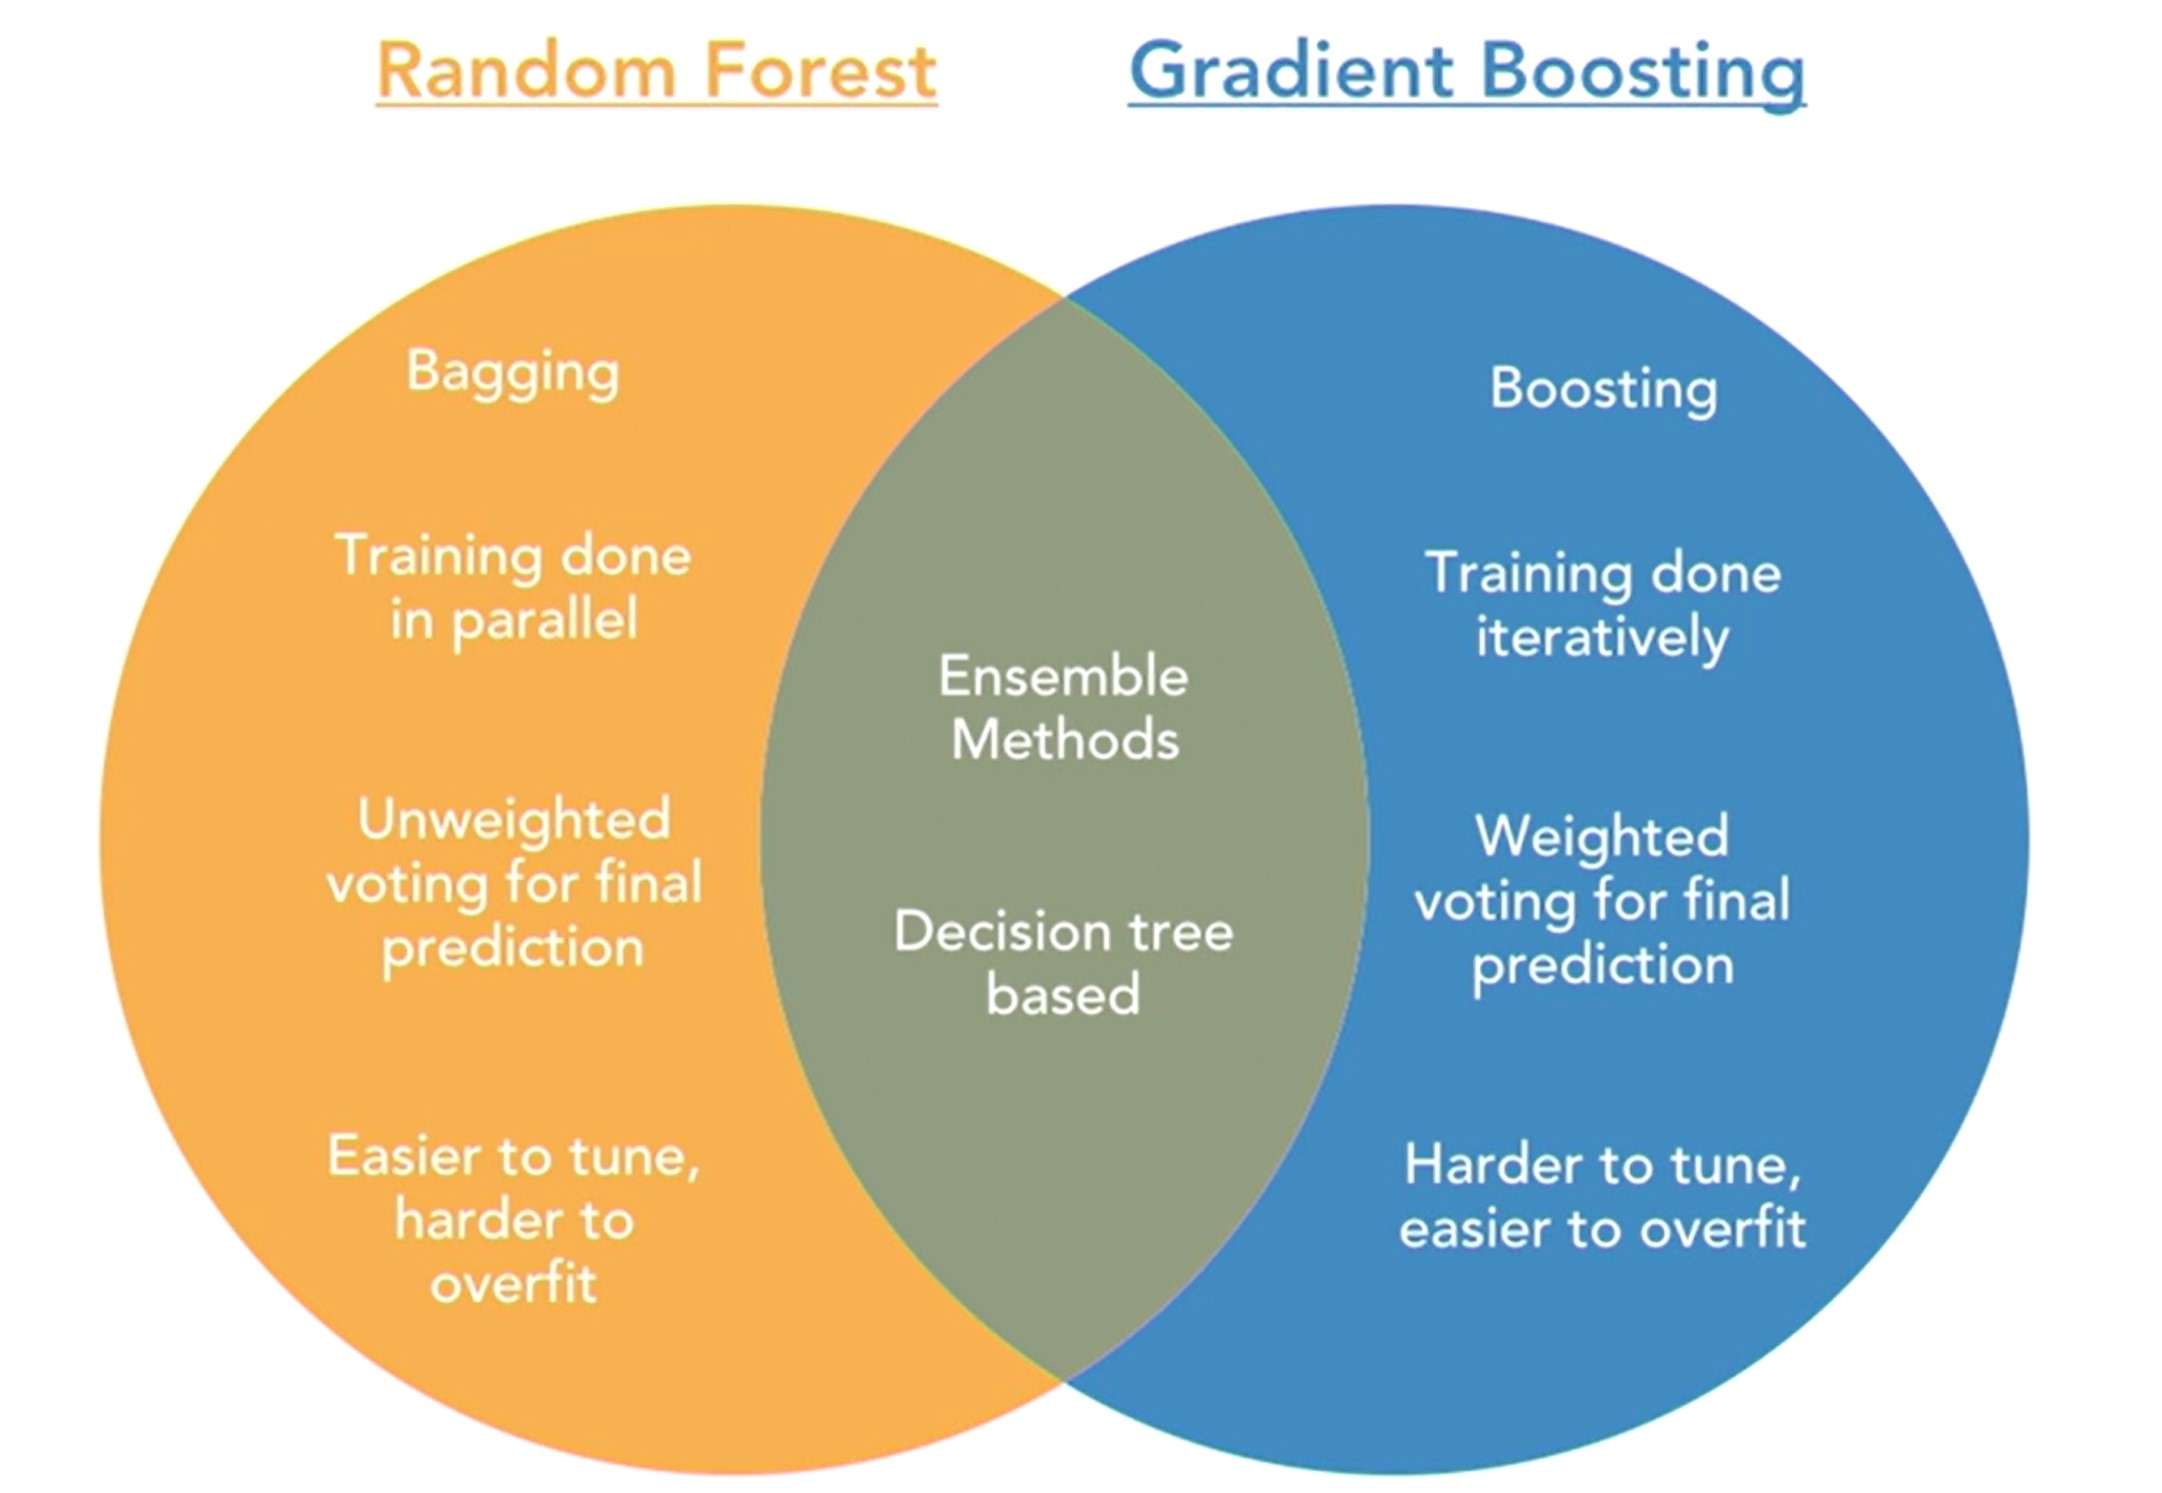 Random Forest
Gradient Boosting
Bagging
Training done
in parallel
Unweighted
voting for final
prediction
Easier to tune,
harder to
overfit
Ensemble
Methods
Decision tree
based
Boosting
Training done
iteratively
Weighted
voting for final
prediction
Harder to tune,
easier to overfit